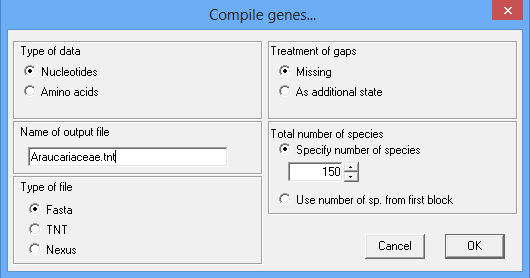 Compile genes...
Type of data
Nucleotides
Amino acids
Name of output file
Araucariaceae.tnt
Type of file
Fasta
TNT
Nexus
Treatment of gaps
Missing
As additional state
Total number of species
Specify number of species
150
Use number of sp. from first block
Cancel
OK